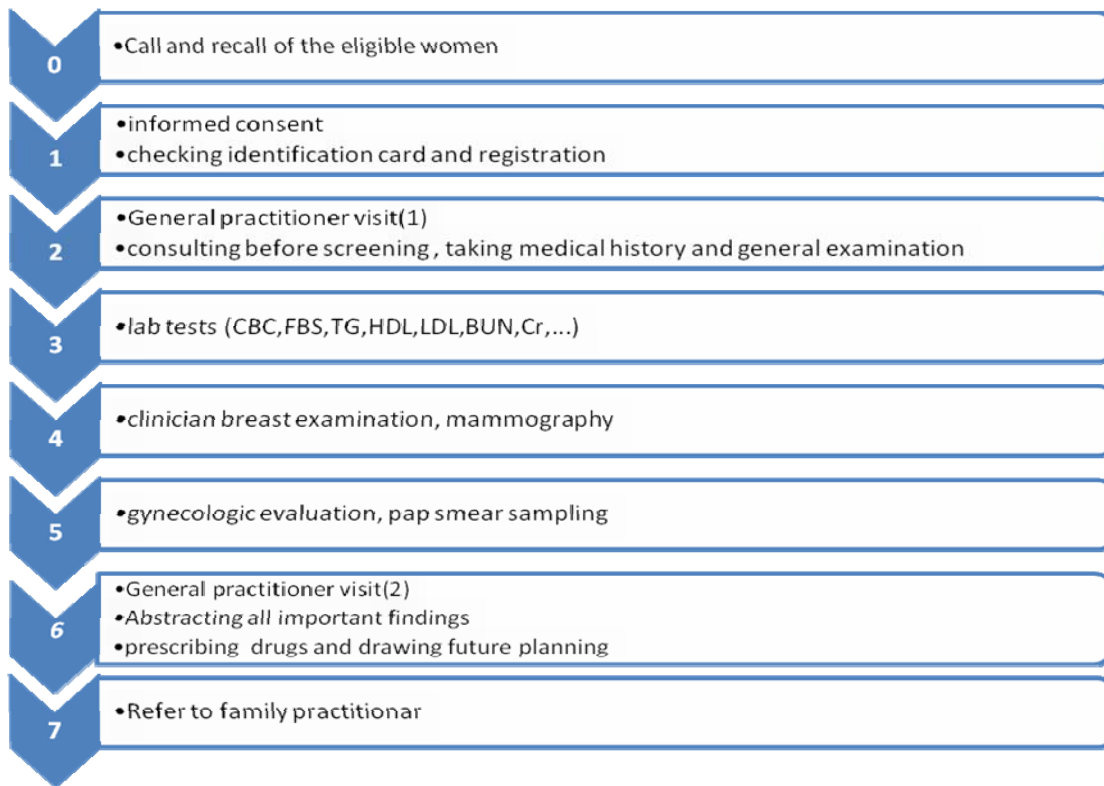 0
•Call and recall of the eligible women
1
•informed consent
•checking identification card and registration
2
•General practitioner visit(1)
•consulting before screening , taking medical history and general examination
3
•lab tests (CBC,FBS,TG,HDL,LDL,BUN,Cr,...)
4
•clinician breast examination, mammography
5
•gynecologic evaluation, pap smear sampling
6
•General practitioner visit(2)
•Abstracting all important findings
•prescribing drugs and drawing future planning
7
•Refer to family practitionar